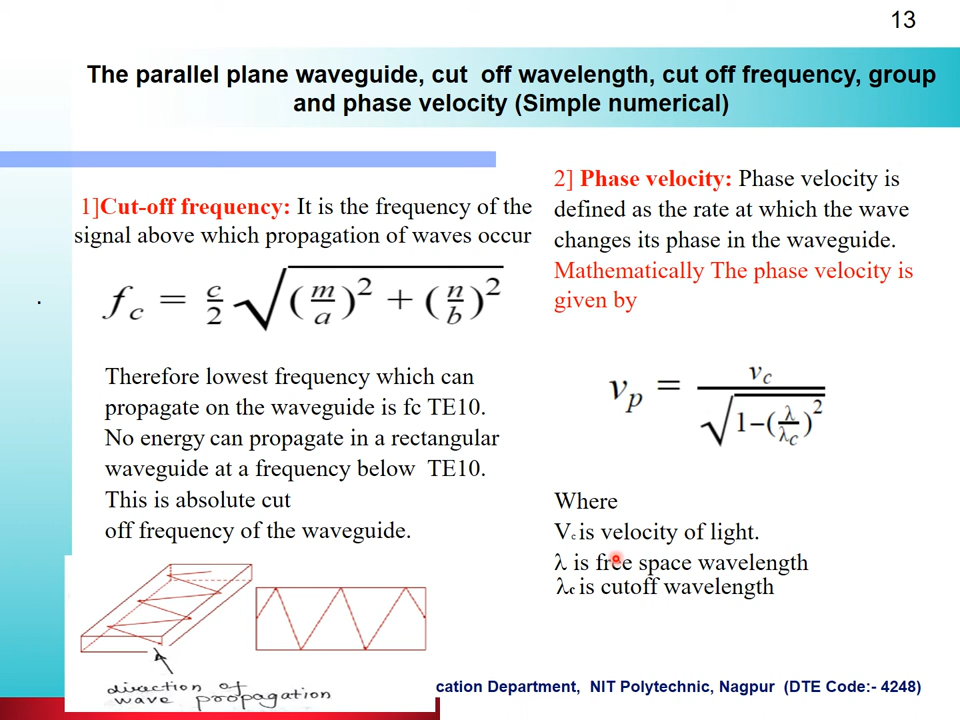 13
The parallel plane waveguide, cut off wavelength, cut off frequency, group
and phase velocity (Simple numerical)
1]Cut-off frequency: It is the frequency of the
signal above which propagation of waves occur
f_c = c/2 √((m/a)^2 + (n/b)^2)
Therefore lowest frequency which can
propagate on the waveguide is fc TE10.
No energy can propagate in a rectangular
waveguide at a frequency below TE10.
This is absolute cut
off frequency of the waveguide.
direction of
wave propagation
2] Phase velocity: Phase velocity is
defined as the rate at which the wave
changes its phase in the waveguide.
Mathematically The phase velocity is
given by
v_p = v_c / √(1−(λ/λ_c)^2)
Where
V_c is velocity of light.
λ is free space wavelength
λ_c is cutoff wavelength
cation Department, NIT Polytechnic, Nagpur (DTE Code:- 4248)